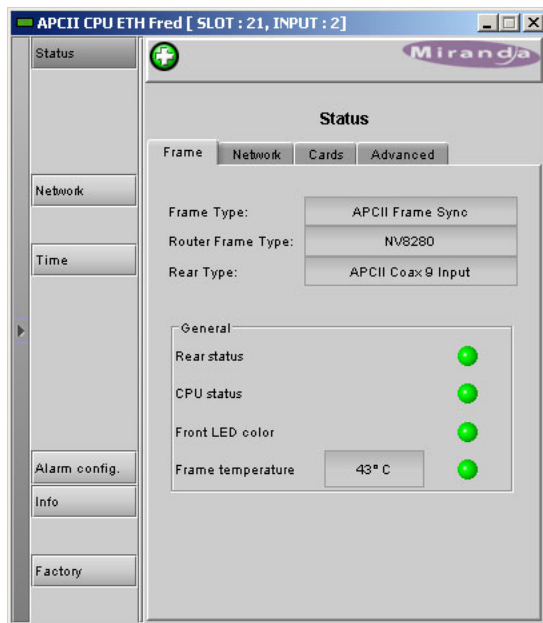 APCII CPU ETH Fred [ SLOT : 21, INPUT : 2]
Status
Miranda
Status
Frame Network Cards Advanced
Network
Frame Type: APCII Frame Sync
Router Frame Type: NV8280
Time
Rear Type: APCII Coax 9 Input
General
Rear status
CPU status
Front LED color
Alarm config.
Frame temperature 43° C
Info
Factory